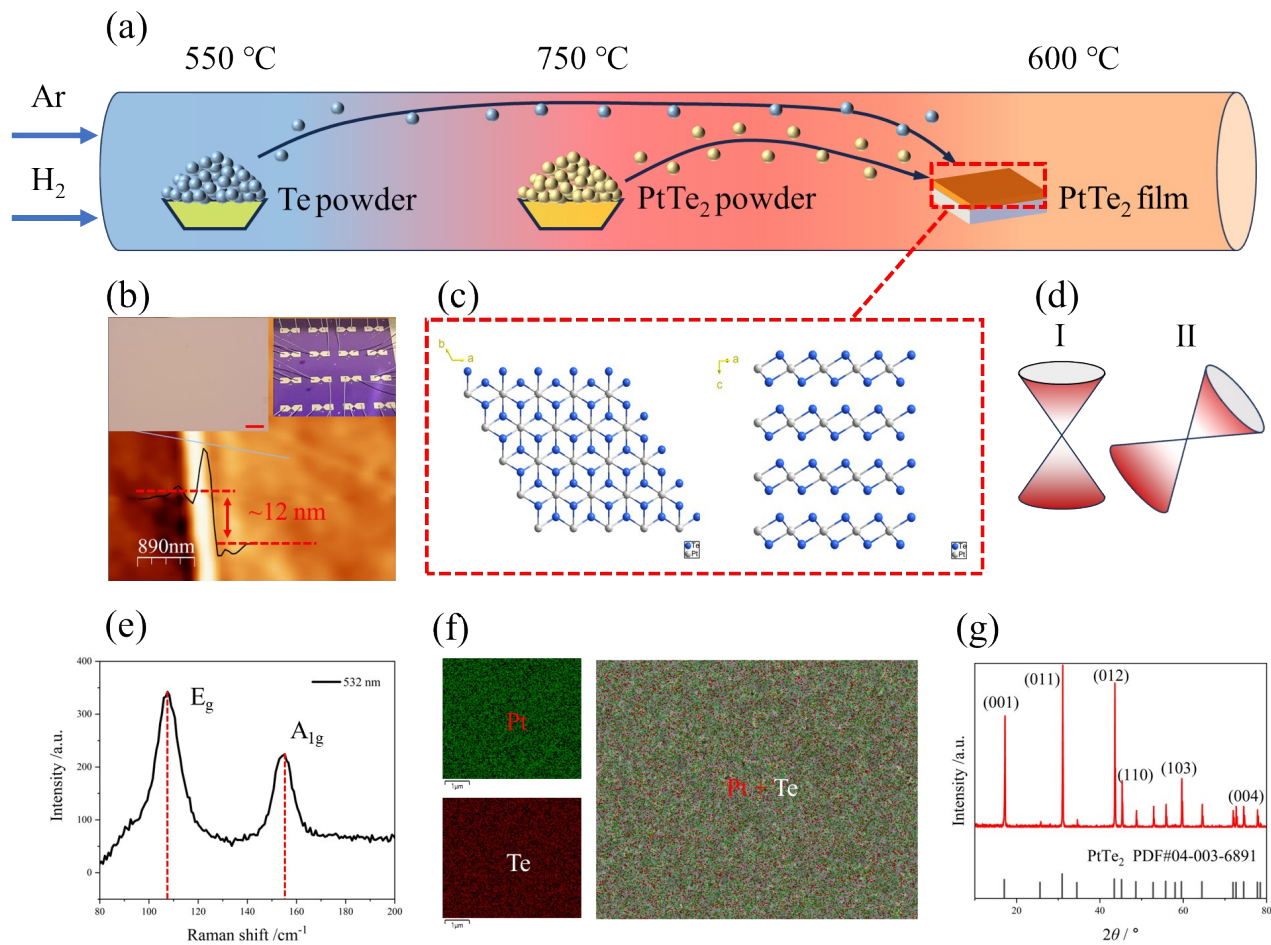 (a)
550 °C 750 °C 600 °C
Ar
H2
Te powder PtTe2 powder PtTe2 film
(b)
~12 nm
890nm
(c)
b
a
a
c
Te
Pt
Te
Pt
(d)
I II
(e)
400
300
200
100
0
Intensity /a.u.
532 nm
Eg
A1g
80 100 120 140 160 180 200
Raman shift /cm-1
(f)
Pt
1μm
Te
1μm
Pt + Te
(g)
Intensity /a.u.
(001)
(011)
(012)
(110)
(103)
(004)
PtTe2 PDF#04-003-6891
20 40 60 80
2θ / °